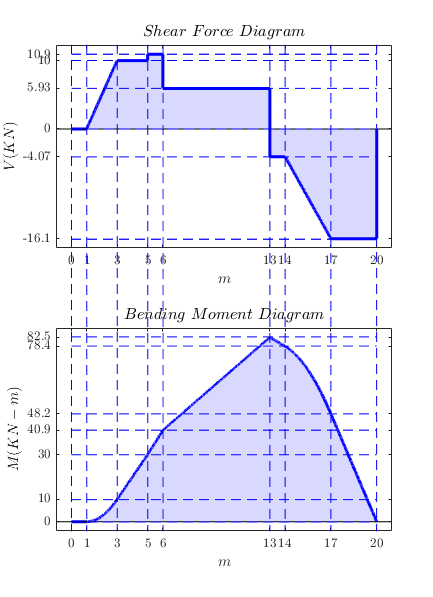 Shear Force Diagram
10.9
10
5.93
0
-4.07
-16.1
V(KN)
0 1 3 5 6 13 14 17 20
m
Bending Moment Diagram
82.5
78.4
48.2
40.9
30
10
0
M(KN − m)
0 1 3 5 6 13 14 17 20
m